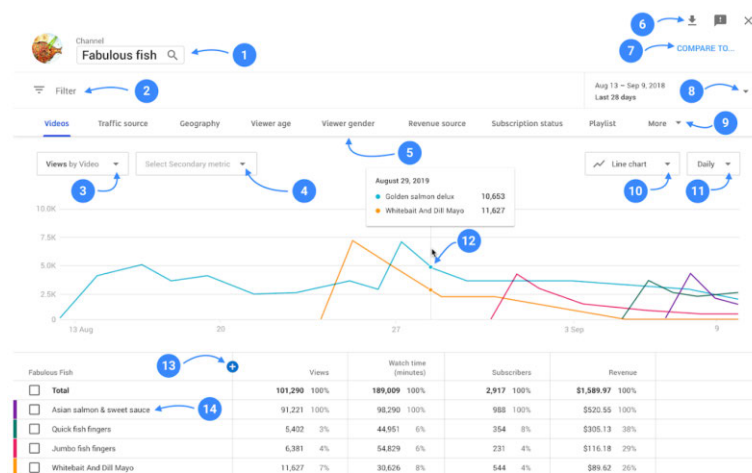 6
Channel
Fabulous fish
1
7
COMPARE TO...
Filter
2
Aug 13 – Sep 9, 2018
Last 28 days
8
Videos Traffic source Geography Viewer age Viewer gender Revenue source Subscription status Playlist More
9
5
Views by Video
Select Secondary metric
Line chart
Daily
3
4
10
11
August 29, 2019
Golden salmon delux 10,653
Whitebait And Dill Mayo 11,627
10.0K
7.5K
12
5.0K
2.5K
0
13 Aug 20 27 3 Sep 9
13
Fabulous Fish Views Watch time (minutes) Subscribers Revenue
Total 101,290 100% 189,009 100% 2,917 100% $1,589.97 100%
Asian salmon & sweet sauce 14 91,221 100% 98,290 100% 988 100% $520.55 100%
Quick fish fingers 5,402 3% 44,951 6% 354 8% $305.13 38%
Jumbo fish fingers 6,381 4% 54,829 6% 231 4% $116.18 29%
Whitebait And Dill Mayo 11,627 7% 30,626 8% 544 4% $89.62 26%